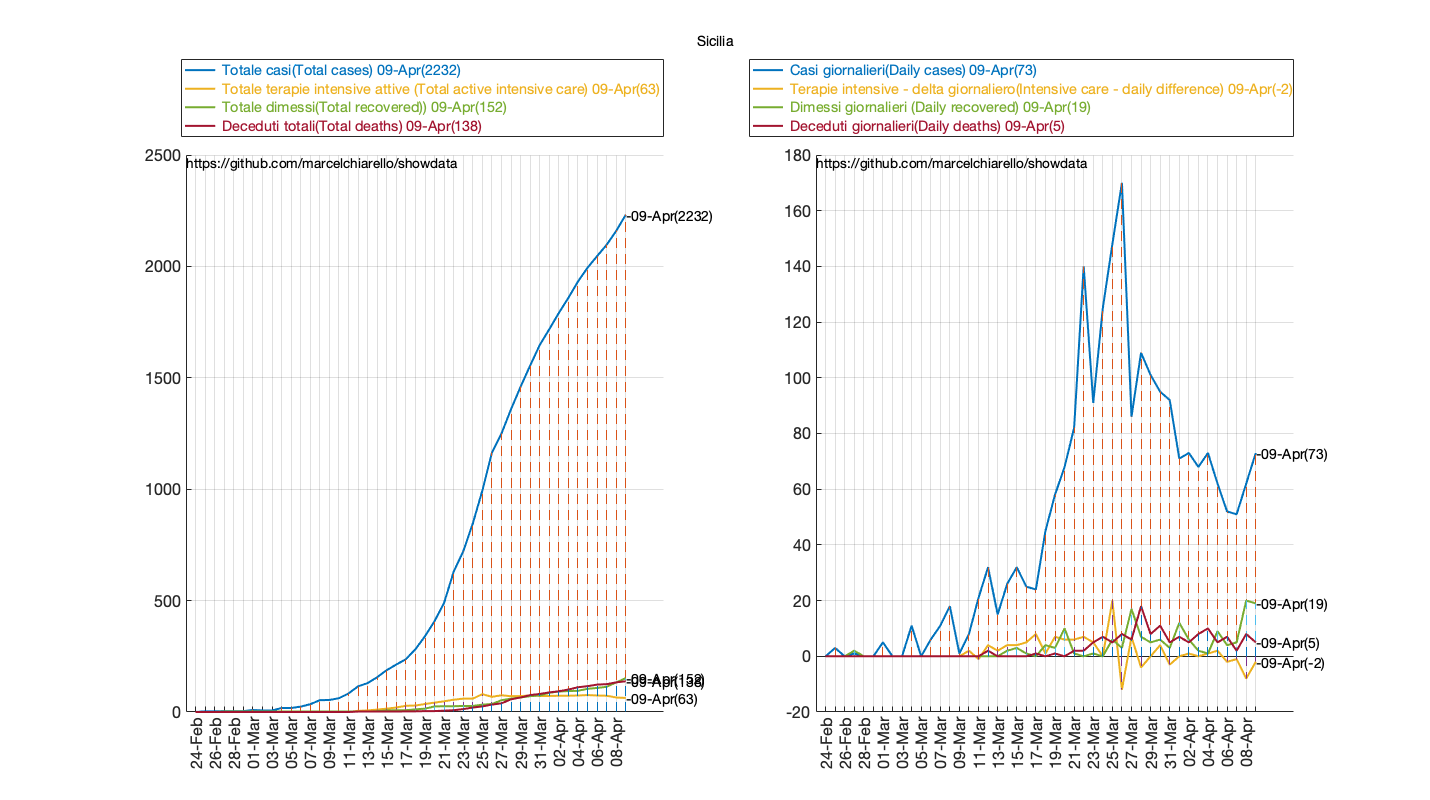 Sicilia
Totale casi(Total cases) 09-Apr(2232)
Totale terapie intensive attive (Total active intensive care) 09-Apr(63)
Totale dimessi(Total recovered)) 09-Apr(152)
Deceduti totali(Total deaths) 09-Apr(138)
2500
https://github.com/marcelchiarello/showdata
-09-Apr(2232)
2000
1500
1000
500
-09-Apr(152)
-09-Apr(138)
-09-Apr(63)
0
24-Feb
26-Feb
28-Feb
01-Mar
03-Mar
05-Mar
07-Mar
09-Mar
11-Mar
13-Mar
15-Mar
17-Mar
19-Mar
21-Mar
23-Mar
25-Mar
27-Mar
29-Mar
31-Mar
02-Apr
04-Apr
06-Apr
08-Apr
Casi giornalieri(Daily cases) 09-Apr(73)
Terapie intensive - delta giornaliero(Intensive care - daily difference) 09-Apr(-2)
Dimessi giornalieri (Daily recovered) 09-Apr(19)
Deceduti giornalieri(Daily deaths) 09-Apr(5)
180
https://github.com/marcelchiarello/showdata
160
140
120
100
80
-09-Apr(73)
60
40
20
-09-Apr(19)
-09-Apr(5)
0
-09-Apr(-2)
-20
24-Feb
26-Feb
28-Feb
01-Mar
03-Mar
05-Mar
07-Mar
09-Mar
11-Mar
13-Mar
15-Mar
17-Mar
19-Mar
21-Mar
23-Mar
25-Mar
27-Mar
29-Mar
31-Mar
02-Apr
04-Apr
06-Apr
08-Apr